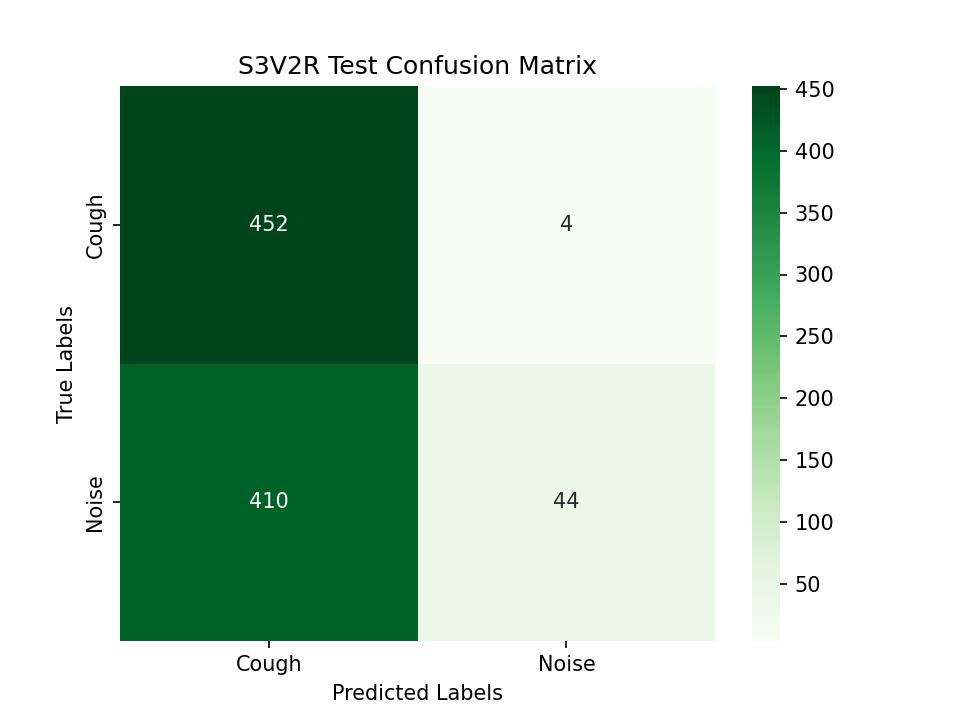 S3V2R Test Confusion Matrix
True Labels
Cough
Noise
452
4
410
44
Cough
Noise
Predicted Labels
450
400
350
300
250
200
150
100
50